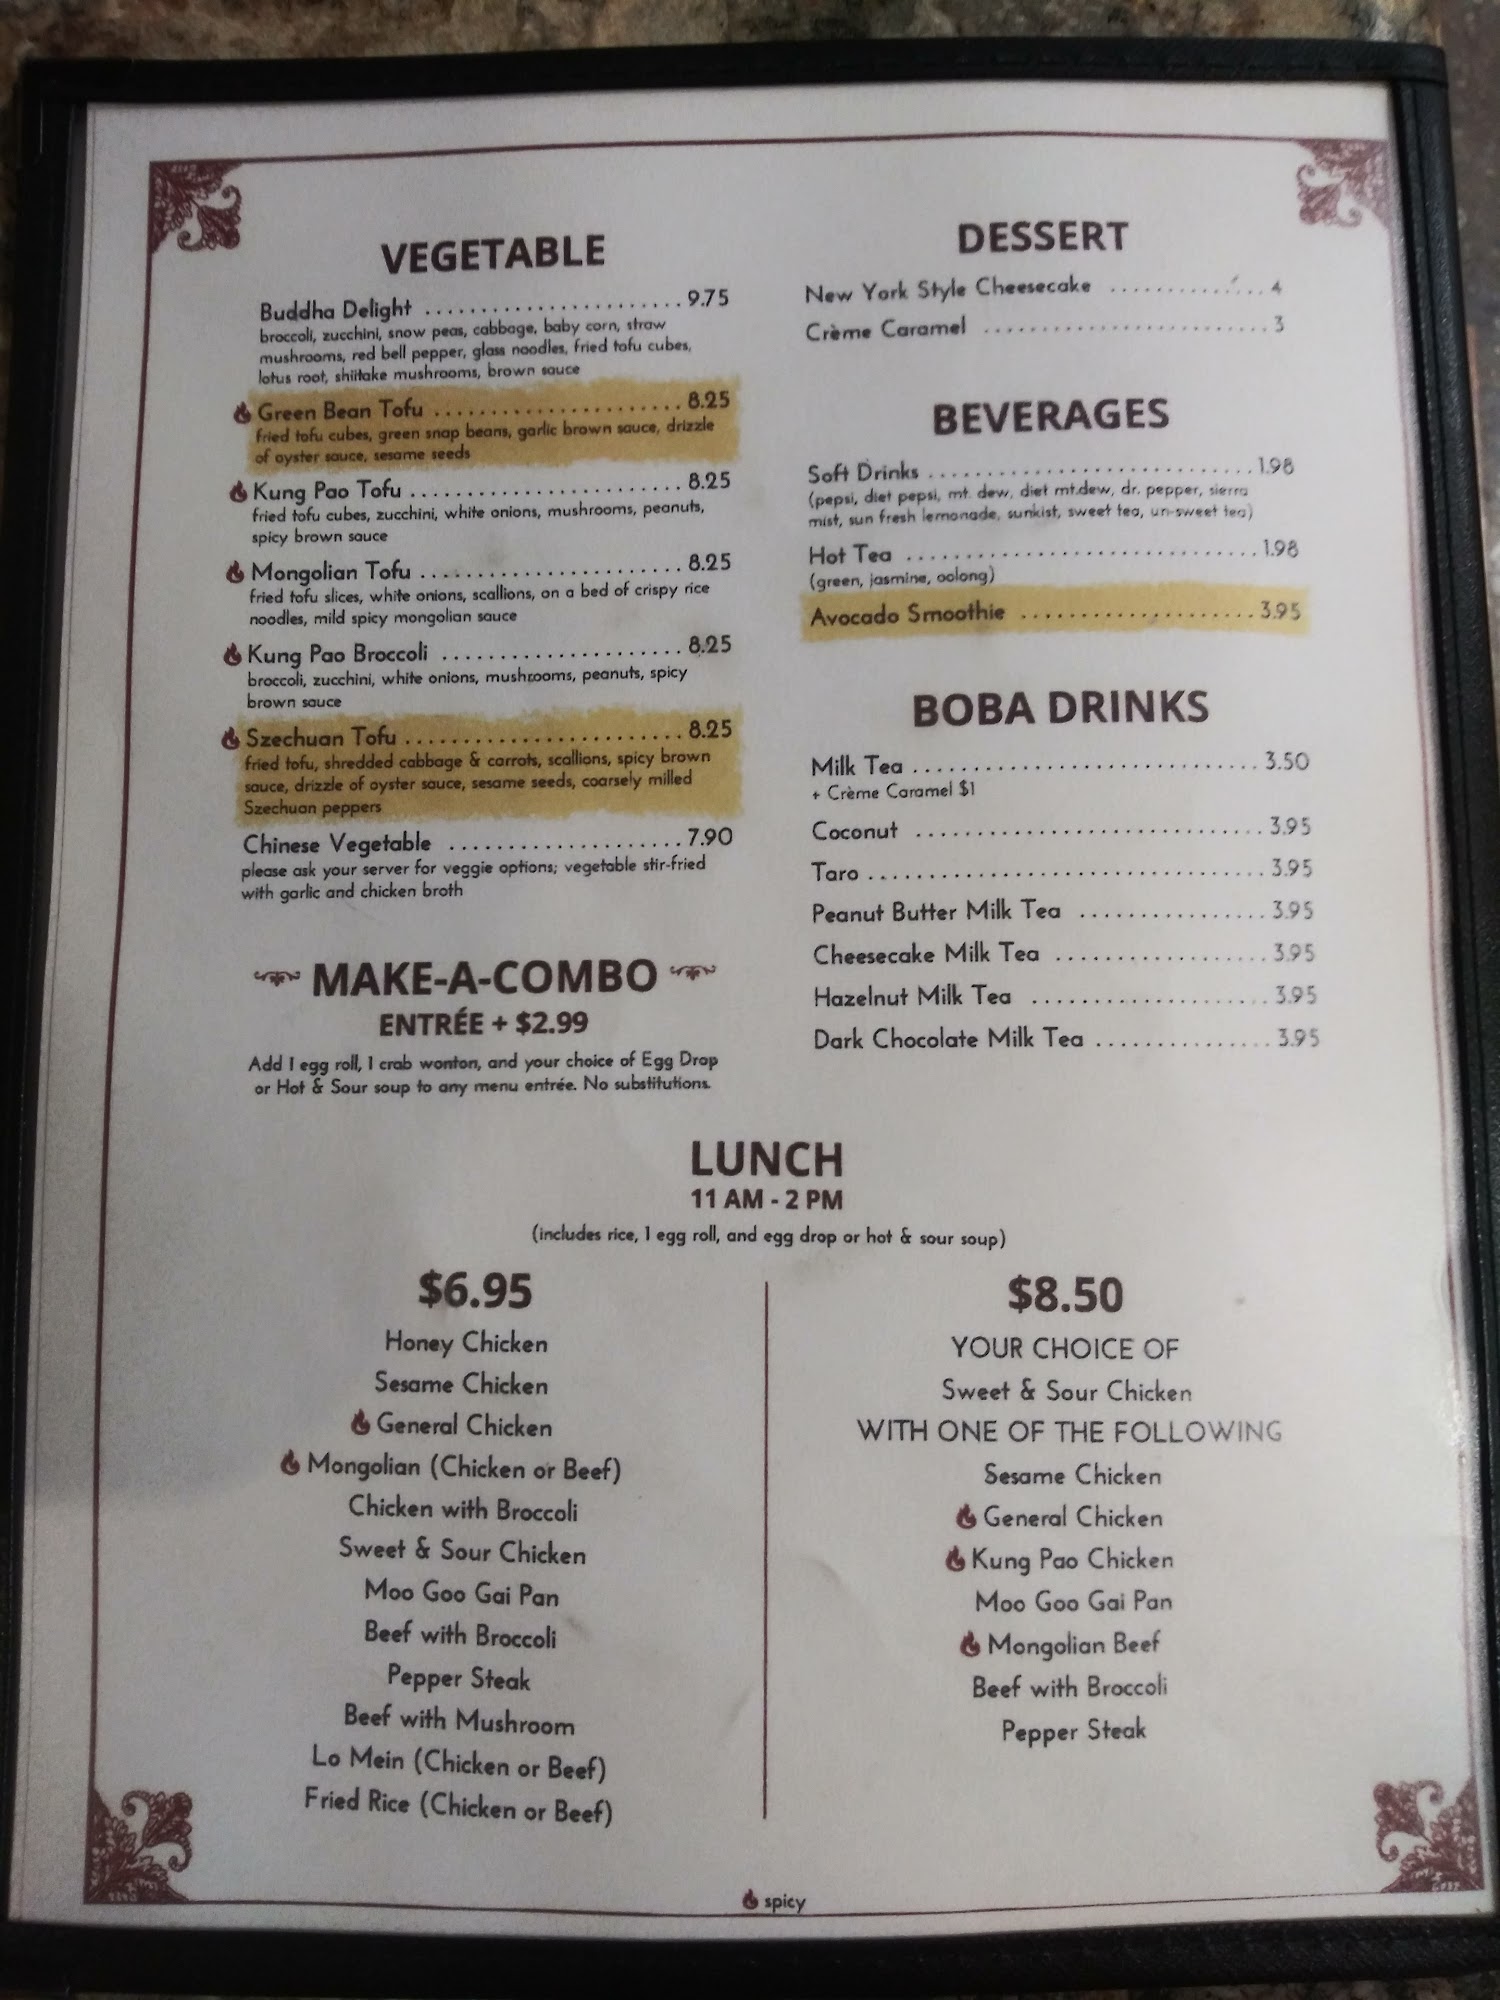 VEGETABLE
Buddha Delight ........................ 9.75
broccoli, zucchini, snow peas, cabbage, baby corn, straw
mushrooms, red bell pepper, glass noodles, fried tofu cubes,
lotus root, shiitake mushrooms, brown sauce
Green Bean Tofu ........................ 8.25
fried tofu cubes, green snap beans, garlic brown sauce, drizzle
of oyster sauce, sesame seeds
Kung Pao Tofu ........................ 8.25
fried tofu cubes, zucchini, white onions, mushrooms, peanuts,
spicy brown sauce
Mongolian Tofu ........................ 8.25
fried tofu slices, white onions, scallions, on a bed of crispy rice
noodles, mild spicy mongolian sauce
Kung Pao Broccoli ........................ 8.25
broccoli, zucchini, white onions, mushrooms, peanuts, spicy
brown sauce
Szechuan Tofu ........................ 8.25
fried tofu, shredded cabbage & carrots, scallions, spicy brown
sauce, drizzle of oyster sauce, sesame seeds, coarsely milled
Szechuan peppers
Chinese Vegetable ........................ 7.90
please ask your server for veggie options; vegetable stir-fried
with garlic and chicken broth
MAKE-A-COMBO
ENTRÉE + $2.99
Add 1 egg roll, 1 crab wonton, and your choice of Egg Drop
or Hot & Sour soup to any menu entrée. No substitutions.
DESSERT
New York Style Cheesecake ............... 4
Crème Caramel ........................ 3
BEVERAGES
Soft Drinks ........................ 1.98
(pepsi, diet pepsi, mt. dew, diet mt.dew, dr. pepper, sierra
mist, sun fresh lemonade, sunkist, sweet tea, un-sweet tea)
Hot Tea ........................ 1.98
(green, jasmine, oolong)
Avocado Smoothie .................... 3.95
BOBA DRINKS
Milk Tea ........................ 3.50
+ Crème Caramel $1
Coconut ........................ 3.95
Taro ........................ 3.95
Peanut Butter Milk Tea ................ 3.95
Cheesecake Milk Tea .................. 3.95
Hazelnut Milk Tea .................... 3.95
Dark Chocolate Milk Tea ............... 3.95
LUNCH
11 AM - 2 PM
(includes rice, 1 egg roll, and egg drop or hot & sour soup)
$6.95
Honey Chicken
Sesame Chicken
General Chicken
Mongolian (Chicken or Beef)
Chicken with Broccoli
Sweet & Sour Chicken
Moo Goo Gai Pan
Beef with Broccoli
Pepper Steak
Beef with Mushroom
Lo Mein (Chicken or Beef)
Fried Rice (Chicken or Beef)
$8.50
YOUR CHOICE OF
Sweet & Sour Chicken
WITH ONE OF THE FOLLOWING
Sesame Chicken
General Chicken
Kung Pao Chicken
Moo Goo Gai Pan
Mongolian Beef
Beef with Broccoli
Pepper Steak
spicy